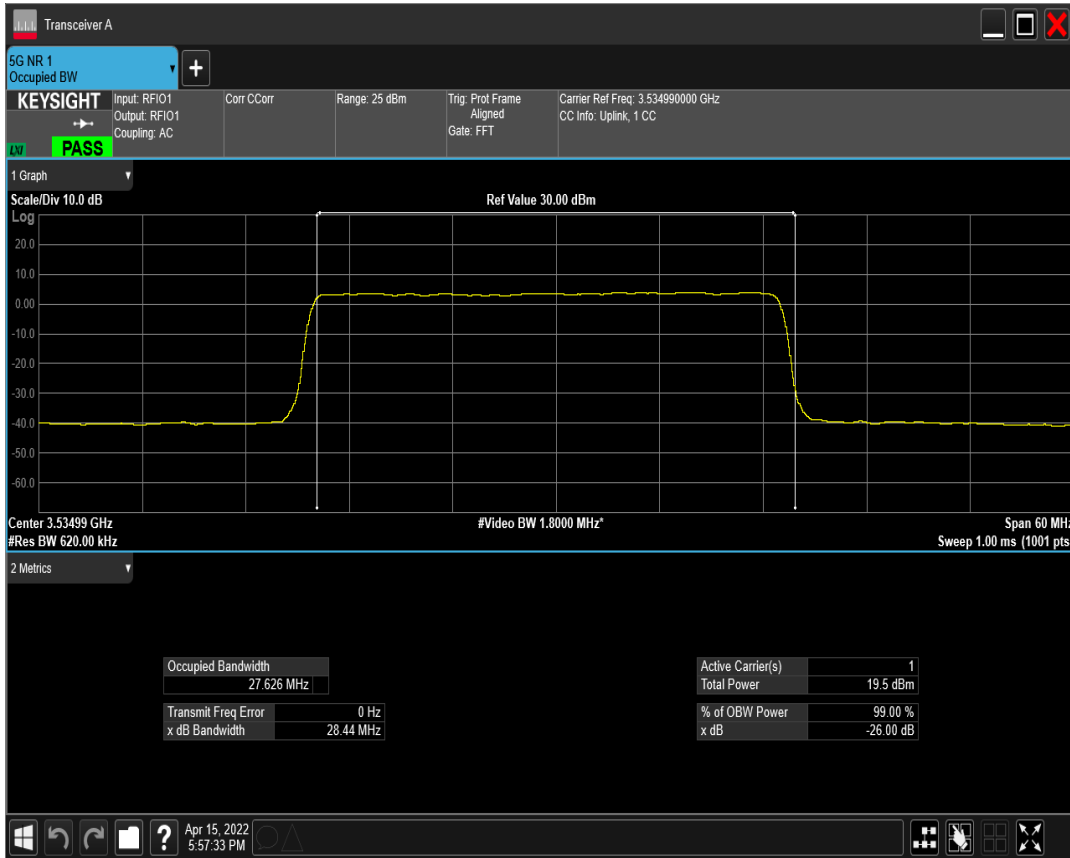 Transceiver A
5G NR 1
Occupied BW
KEYSIGHT
LXI
PASS
Input: RFIO1
Output: RFIO1
Coupling: AC
Corr CCorr
Range: 25 dBm
Trig: Prot Frame
Aligned
Gate: FFT
Carrier Ref Freq: 3.534990000 GHz
CC Info: Uplink, 1 CC
1 Graph
Scale/Div 10.0 dB
Ref Value 30.00 dBm
Log
20.0
10.0
0.00
-10.0
-20.0
-30.0
-40.0
-50.0
-60.0
Center 3.53499 GHz
#Video BW 1.8000 MHz*
Span 60 MHz
#Res BW 620.00 kHz
Sweep 1.00 ms (1001 pts
2 Metrics
Occupied Bandwidth
27.626 MHz
Transmit Freq Error 0 Hz
x dB Bandwidth 28.44 MHz
Active Carrier(s) 1
Total Power 19.5 dBm
% of OBW Power 99.00 %
x dB -26.00 dB
?
Apr 15, 2022
5:57:33 PM